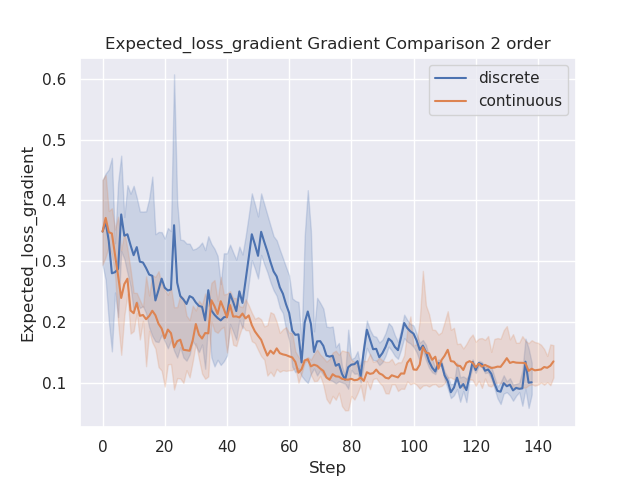 Expected_loss_gradient Gradient Comparison 2 order
discrete
continuous
0.6
0.5
0.4
0.3
0.2
0.1
Expected_loss_gradient
0 20 40 60 80 100 120 140
Step